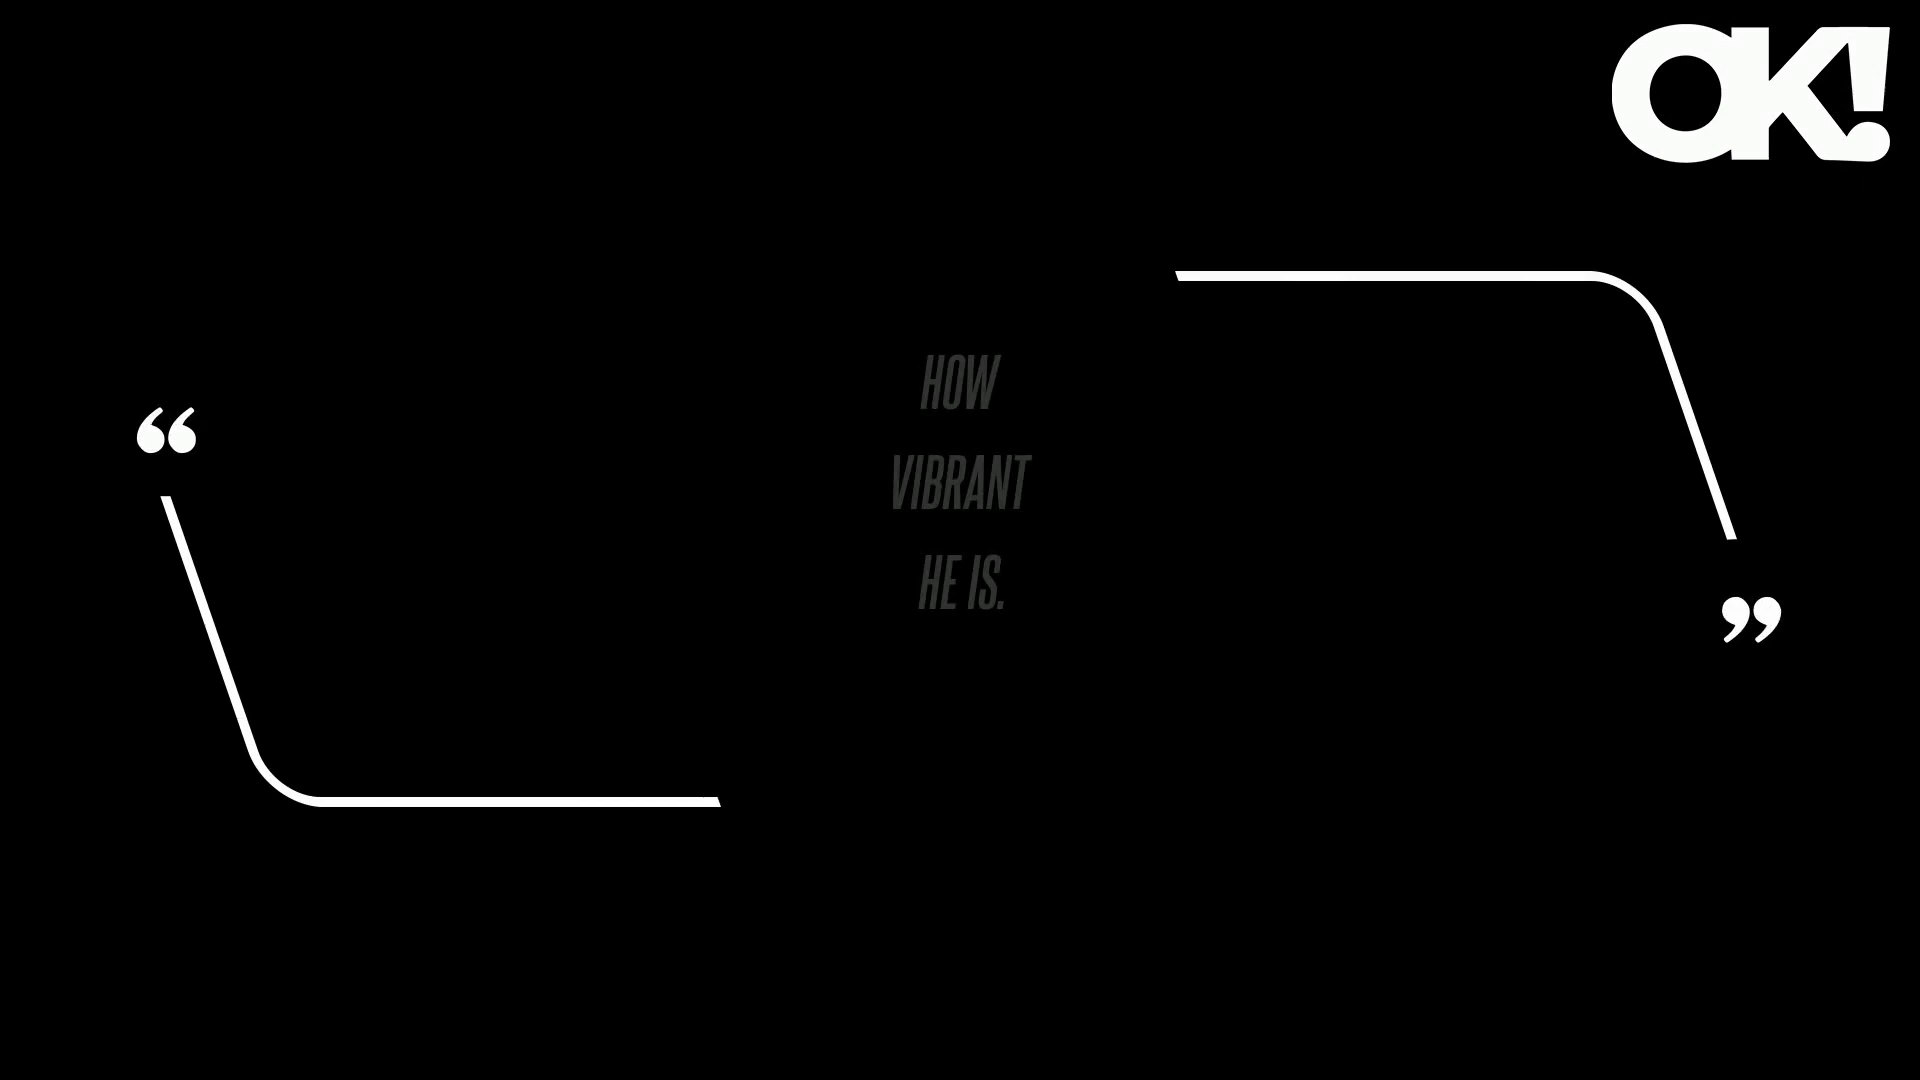 OK!
“
HOW
VIBRANT
HE IS.
”